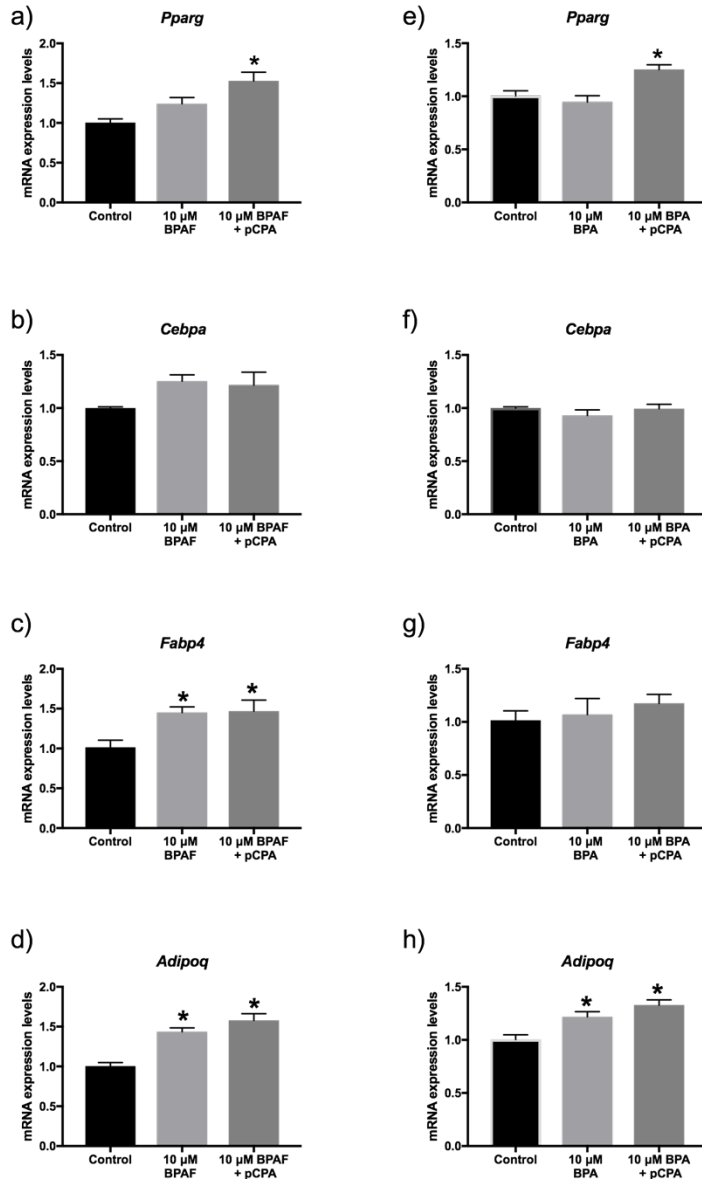 a)
Pparg
mRNA expression levels
2.0
1.5
1.0
0.5
0.0
*
Control
10 µM
BPAF
10 µM BPAF
+ pCPA
e)
Pparg
mRNA expression levels
1.5
1.0
0.5
0.0
*
Control
10 µM
BPA
10 µM BPA
+ pCPA
b)
Cebpa
mRNA expression levels
1.5
1.0
0.5
0.0
Control
10 µM
BPAF
10 µM BPAF
+ pCPA
f)
Cebpa
mRNA expression levels
1.5
1.0
0.5
0.0
Control
10 µM
BPA
10 µM BPA
+ pCPA
c)
Fabp4
mRNA expression levels
2.0
1.5
1.0
0.5
0.0
* *
Control
10 µM
BPAF
10 µM BPAF
+ pCPA
g)
Fabp4
mRNA expression levels
1.5
1.0
0.5
0.0
Control
10 µM
BPA
10 µM BPA
+ pCPA
d)
Adipoq
mRNA expression levels
2.0
1.5
1.0
0.5
0.0
* *
Control
10 µM
BPAF
10 µM BPAF
+ pCPA
h)
Adipoq
mRNA expression levels
1.5
1.0
0.5
0.0
* *
Control
10 µM
BPA
10 µM BPA
+ pCPA